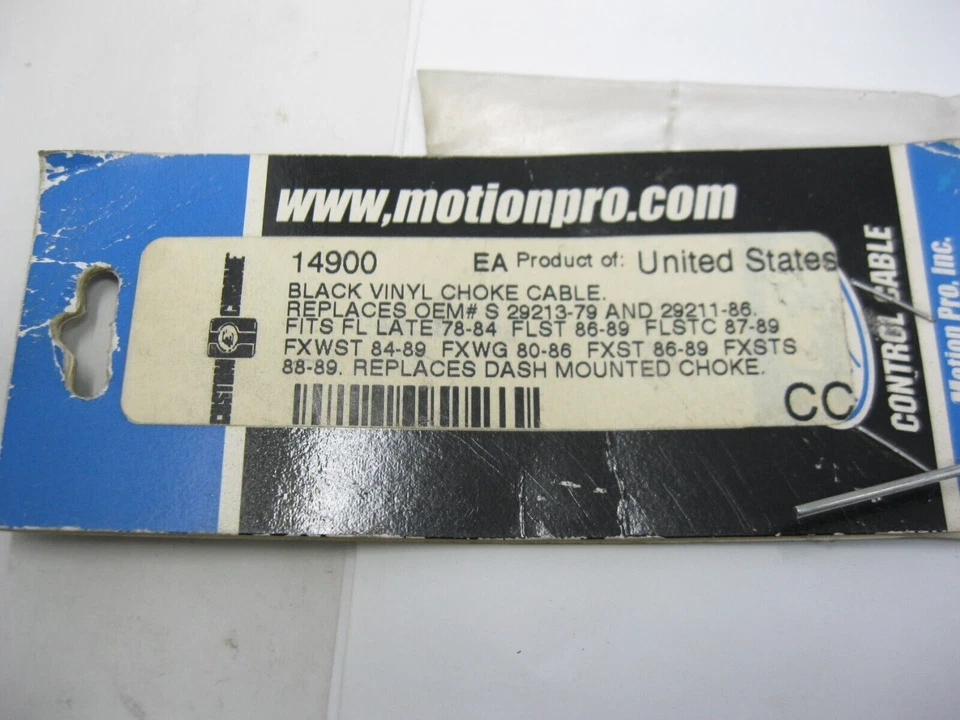 www.motionpro.com
CUSTOM CHROME
14900 EA Product of: United States
BLACK VINYL CHOKE CABLE.
REPLACES OEM# S 29213-79 AND 29211-86.
FITS FL LATE 78-84 FLST 86-89 FLSTC 87-89
FXWST 84-89 FXWG 80-86 FXST 86-89 FXSTS
88-89. REPLACES DASH MOUNTED CHOKE.
CC
CONTROL CABLE
Motion Pro, Inc.